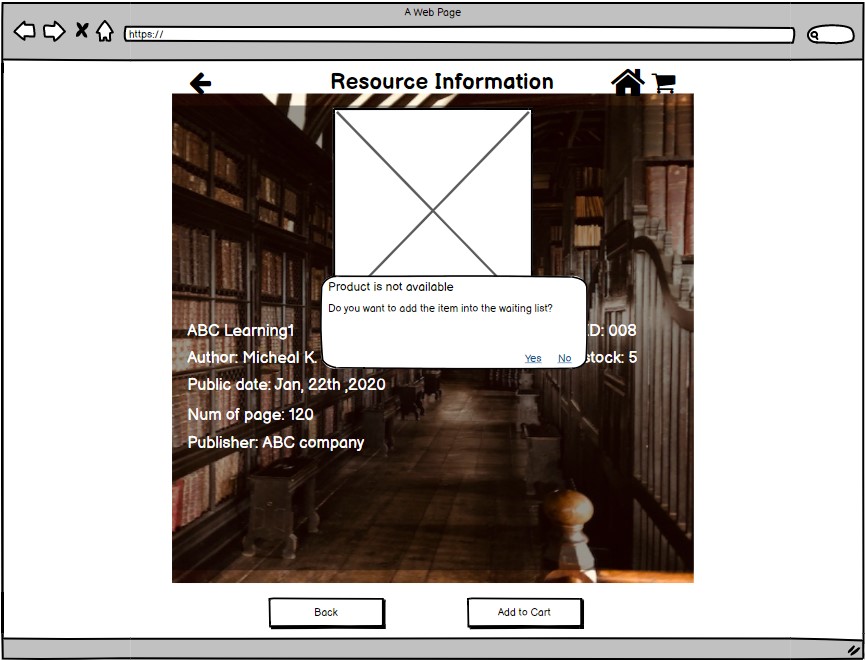 A Web Page
https://
Resource Information
Product is not available
Do you want to add the item into the waiting list?
Yes No
ABC Learning1
ID: 008
Author: Micheal K.
stock: 5
Public date: Jan, 22th ,2020
Num of page: 120
Publisher: ABC company
Back
Add to Cart